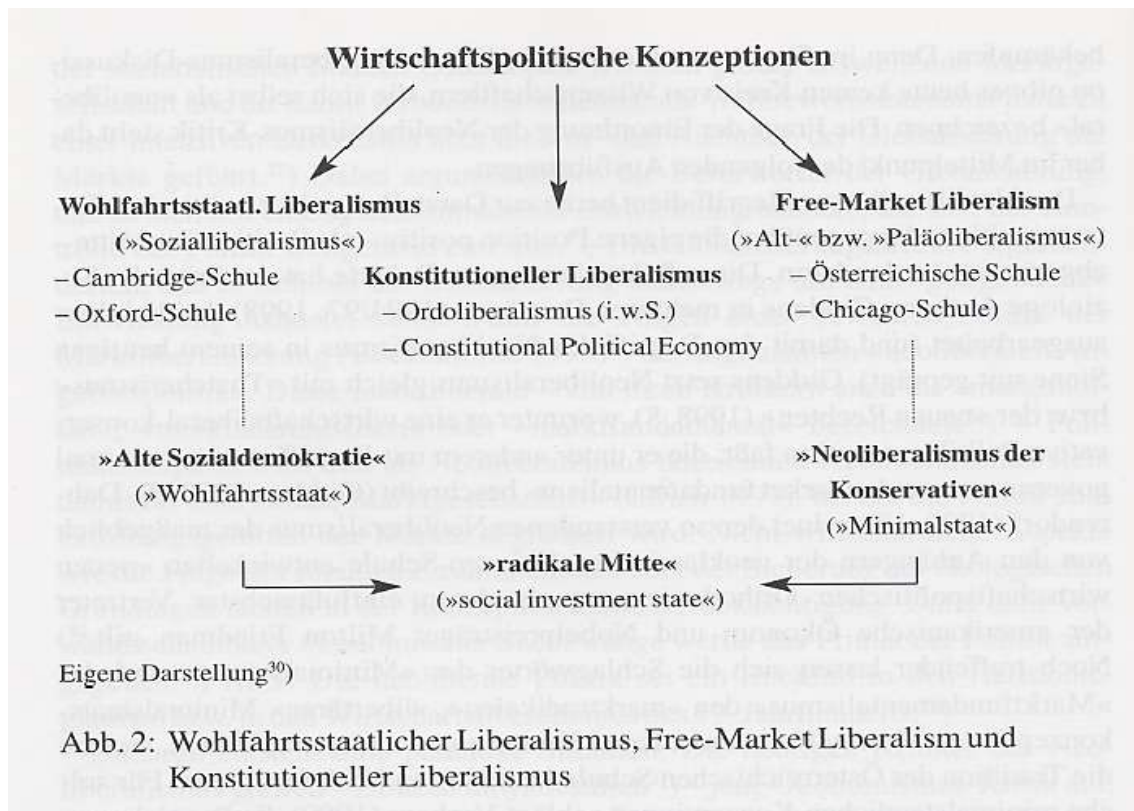 Wirtschaftspolitische Konzeptionen
Wohlfahrtsstaatl. Liberalismus
(»Sozialliberalismus«)
– Cambridge-Schule
– Oxford-Schule
Konstitutioneller Liberalismus
– Ordoliberalismus (i.w.S.)
– Constitutional Political Economy
Free-Market Liberalism
(»Alt-« bzw. »Paläoliberalismus«)
– Österreichische Schule
(– Chicago-Schule)
»Alte Sozialdemokratie«
(»Wohlfahrtsstaat«)
»Neoliberalismus der
Konservativen«
(»Minimalstaat«)
»radikale Mitte«
(»social investment state«)
Eigene Darstellung³⁰)
Abb. 2: Wohlfahrtsstaatlicher Liberalismus, Free-Market Liberalism und
Konstitutioneller Liberalismus